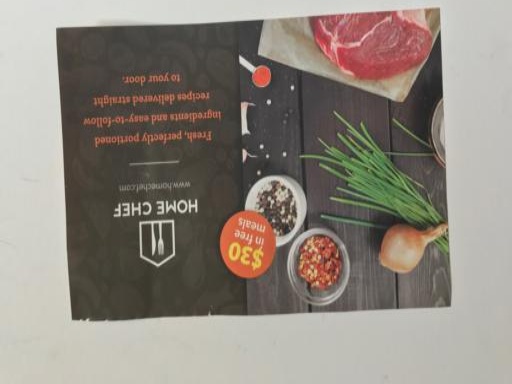 HOME CHEF
www.homechef.com
Fresh, perfectly portioned
ingredients and easy-to-follow
recipes delivered straight
to your door.
$30
in free
meals